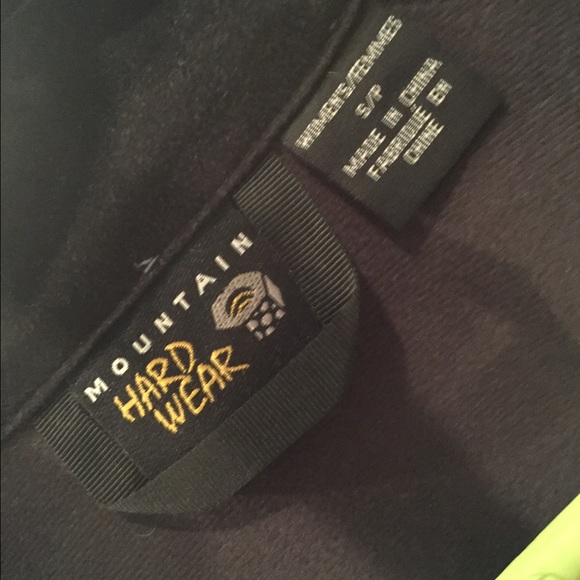 MOUNTAIN
HARD
WEAR
WOMEN'S/FEMMES
S/P
MADE IN CHINA
FABRIQUÉ EN
CHINE